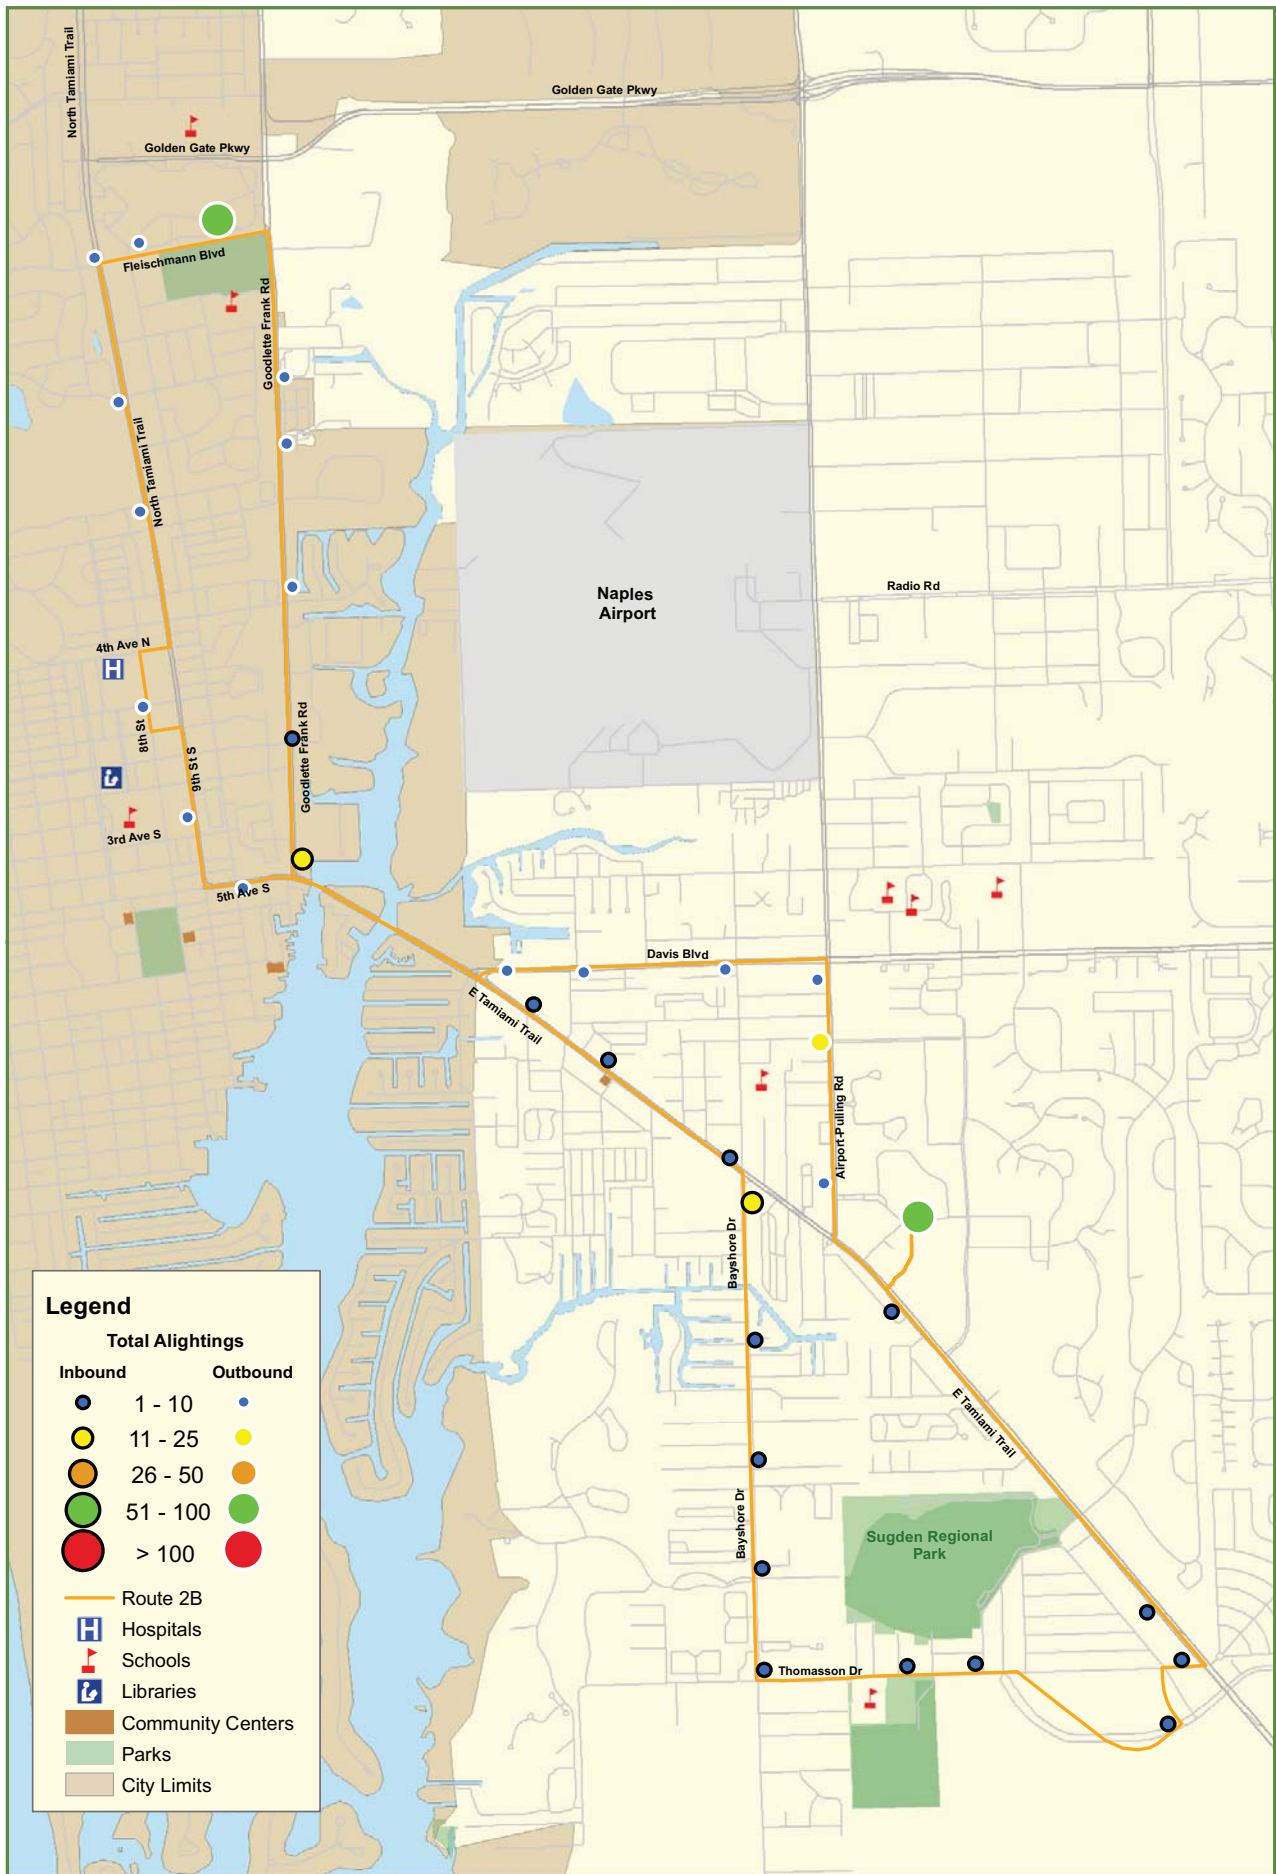 North Tamiami Trail
Golden Gate Pkwy
Golden Gate Pkwy
Fleischmann Blvd
Goodlette Frank Rd
North Tamiami Trail
Naples
Airport
Radio Rd
4th Ave N
H
8th St
9th St S
Goodlette Frank Rd
3rd Ave S
5th Ave S
Davis Blvd
E Tamiami Trail
Airport-Pulling Rd
Bayshore Dr
E Tamiami Trail
Bayshore Dr
Sugden Regional
Park
Thomasson Dr
Legend
Total Alightings
Inbound Outbound
1 - 10
11 - 25
26 - 50
51 - 100
> 100
Route 2B
H Hospitals
Schools
Libraries
Community Centers
Parks
City Limits